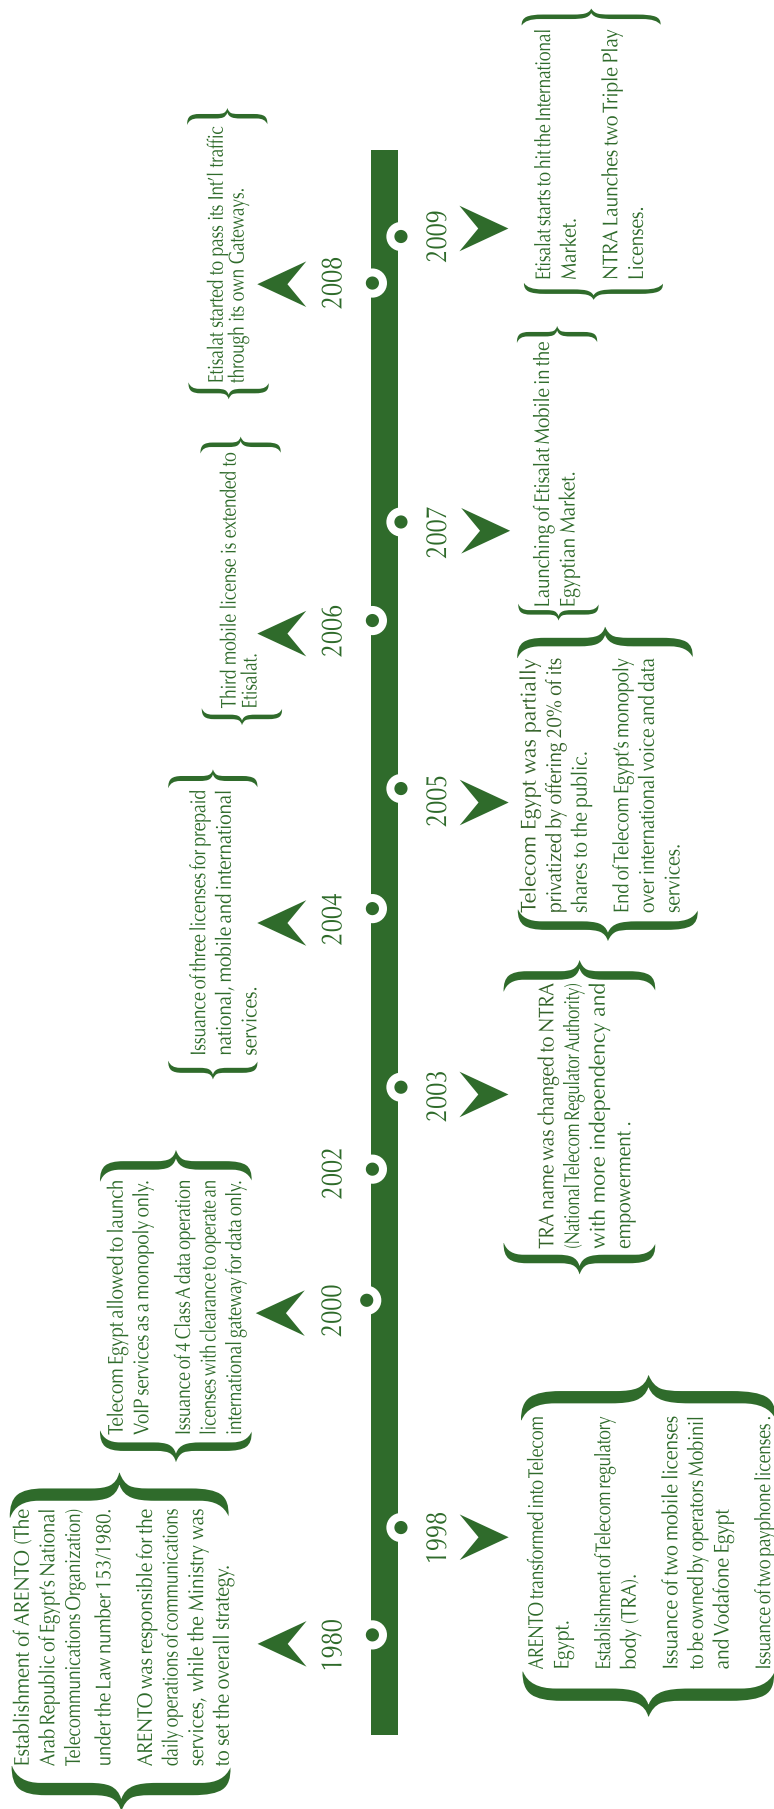 Establishment of ARENTO (The
Arab Republic of Egypt's National
Telecommunications Organization)
under the Law number 153/1980.
ARENTO was responsible for the
daily operations of communications
services, while the Ministry was
to set the overall strategy.
1980
1998
ARENTO transformed into Telecom
Egypt.
Establishment of Telecom regulatory
body (TRA).
Issuance of two mobile licenses
to be owned by operators Mobinil
and Vodafone Egypt
Issuance of two payphone licenses .
Telecom Egypt allowed to launch
VoIP services as a monopoly only.
Issuance of 4 Class A data operation
licenses with clearance to operate an
international gateway for data only.
2000
2002
2003
TRA name was changed to NTRA
(National Telecom Regulator Authority)
with more independency and
empowerment .
Issuance of three licenses for prepaid
national, mobile and international
services.
2004
2005
Telecom Egypt was partially
privatized by offering 20% of its
shares to the public.
End of Telecom Egypt's monopoly
over international voice and data
services.
Third mobile license is extended to
Etisalat.
2006
2007
Launching of Etisalat Mobile in the
Egyptian Market.
Etisalat started to pass its Int'l traffic
through its own Gateways.
2008
2009
Etisalat starts to hit the International
Market.
NTRA Launches two Triple Play
Licenses.